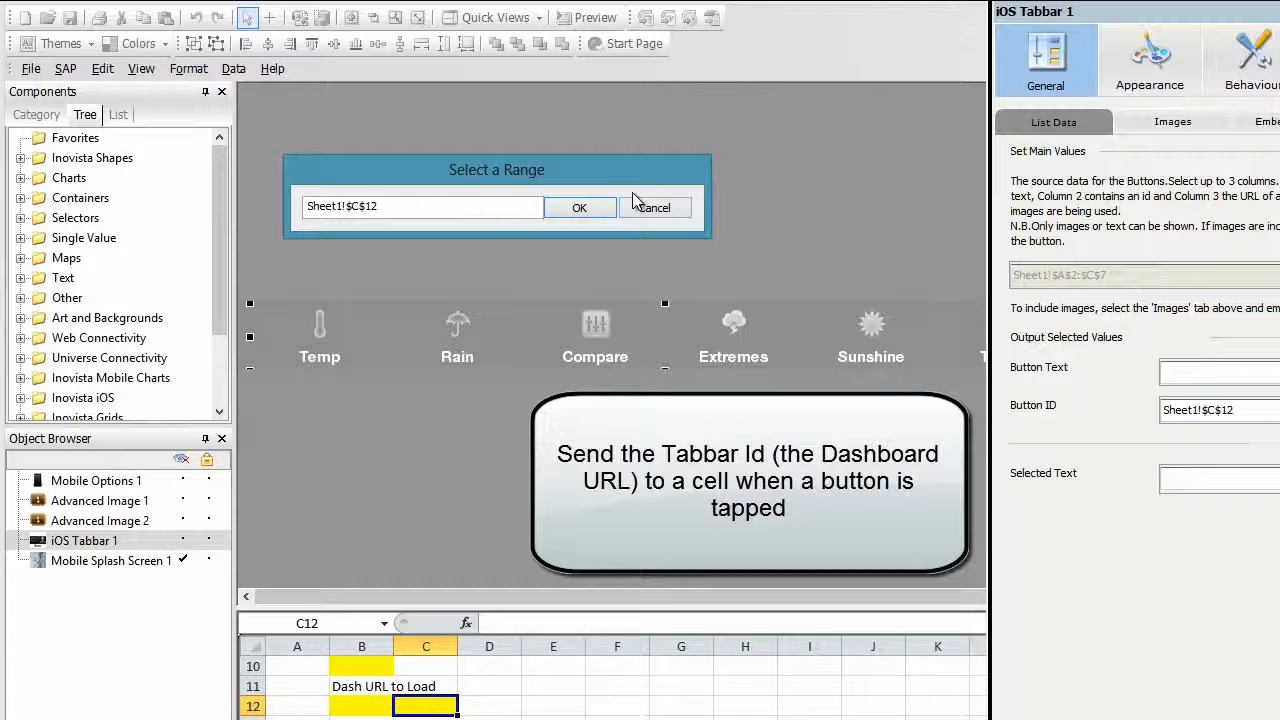 Quick Views
Preview
Themes
Colors
Start Page
File SAP Edit View Format Data Help
Components
Category Tree List
Favorites
Inovista Shapes
Charts
Containers
Selectors
Single Value
Maps
Text
Other
Art and Backgrounds
Web Connectivity
Universe Connectivity
Inovista Mobile Charts
Inovista iOS
Inovista Grids
Object Browser
Mobile Options 1
Advanced Image 1
Advanced Image 2
iOS Tabbar 1
Mobile Splash Screen 1
Select a Range
Sheet1!$C$12
OK
Cancel
Temp
Rain
Compare
Extremes
Sunshine
Send the Tabbar Id (the Dashboard
URL) to a cell when a button is
tapped
C12
fx
A B C D E F G H I J K
10
11 Dash URL to Load
12
iOS Tabbar 1
General
Appearance
Behaviou
List Data
Images
Embe
Set Main Values
The source data for the Buttons.Select up to 3 columns.
text, Column 2 contains an id and Column 3 the URL of a
images are being used.
N.B.Only images or text can be shown. If images are inc
the button.
Sheet1!$A$2:$C$7
To include images, select the 'Images' tab above and em
Output Selected Values
Button Text
Button ID
Sheet1!$C$12
Selected Text